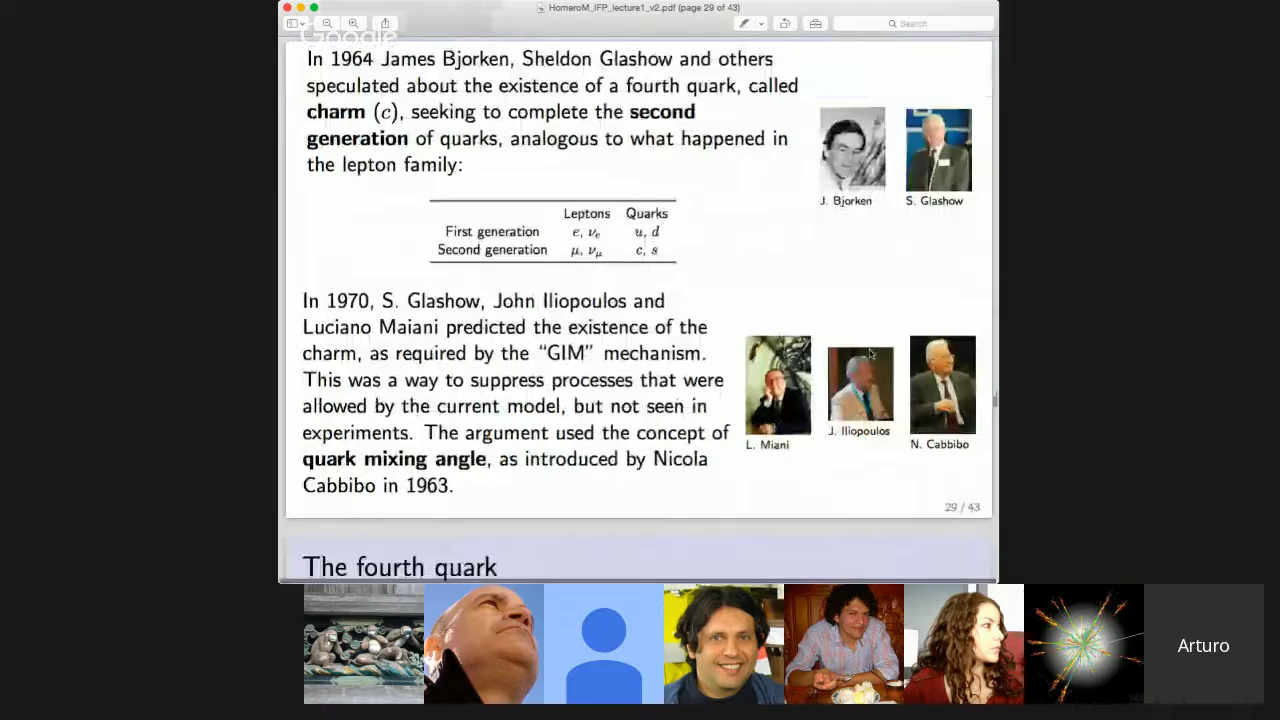 HomeroM_IFP_lecture1_v2.pdf (page 29 of 43)
Search
Google
In 1964 James Bjorken, Sheldon Glashow and others
speculated about the existence of a fourth quark, called
charm (c), seeking to complete the second
generation of quarks, analogous to what happened in
the lepton family:
J. Bjorken
S. Glashow
Leptons Quarks
First generation e, νe u, d
Second generation μ, νμ c, s
In 1970, S. Glashow, John Iliopoulos and
Luciano Maiani predicted the existence of the
charm, as required by the “GIM” mechanism.
This was a way to suppress processes that were
allowed by the current model, but not seen in
experiments. The argument used the concept of
quark mixing angle, as introduced by Nicola
Cabbibo in 1963.
L. Miani
J. Iliopoulos
N. Cabbibo
29 / 43
The fourth quark
Arturo